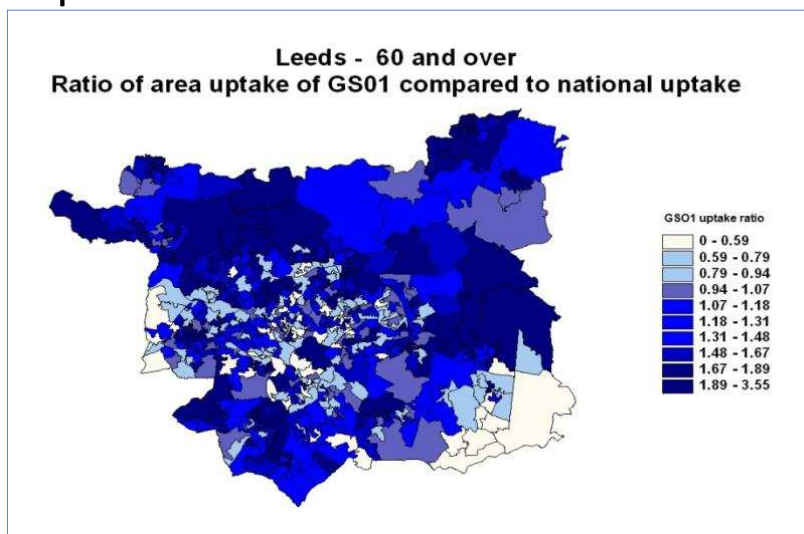 Leeds - 60 and over
Ratio of area uptake of GS01 compared to national uptake
GSO1 uptake ratio
0 - 0.59
0.59 - 0.79
0.79 - 0.94
0.94 - 1.07
1.07 - 1.18
1.18 - 1.31
1.31 - 1.48
1.48 - 1.67
1.67 - 1.89
1.89 - 3.55